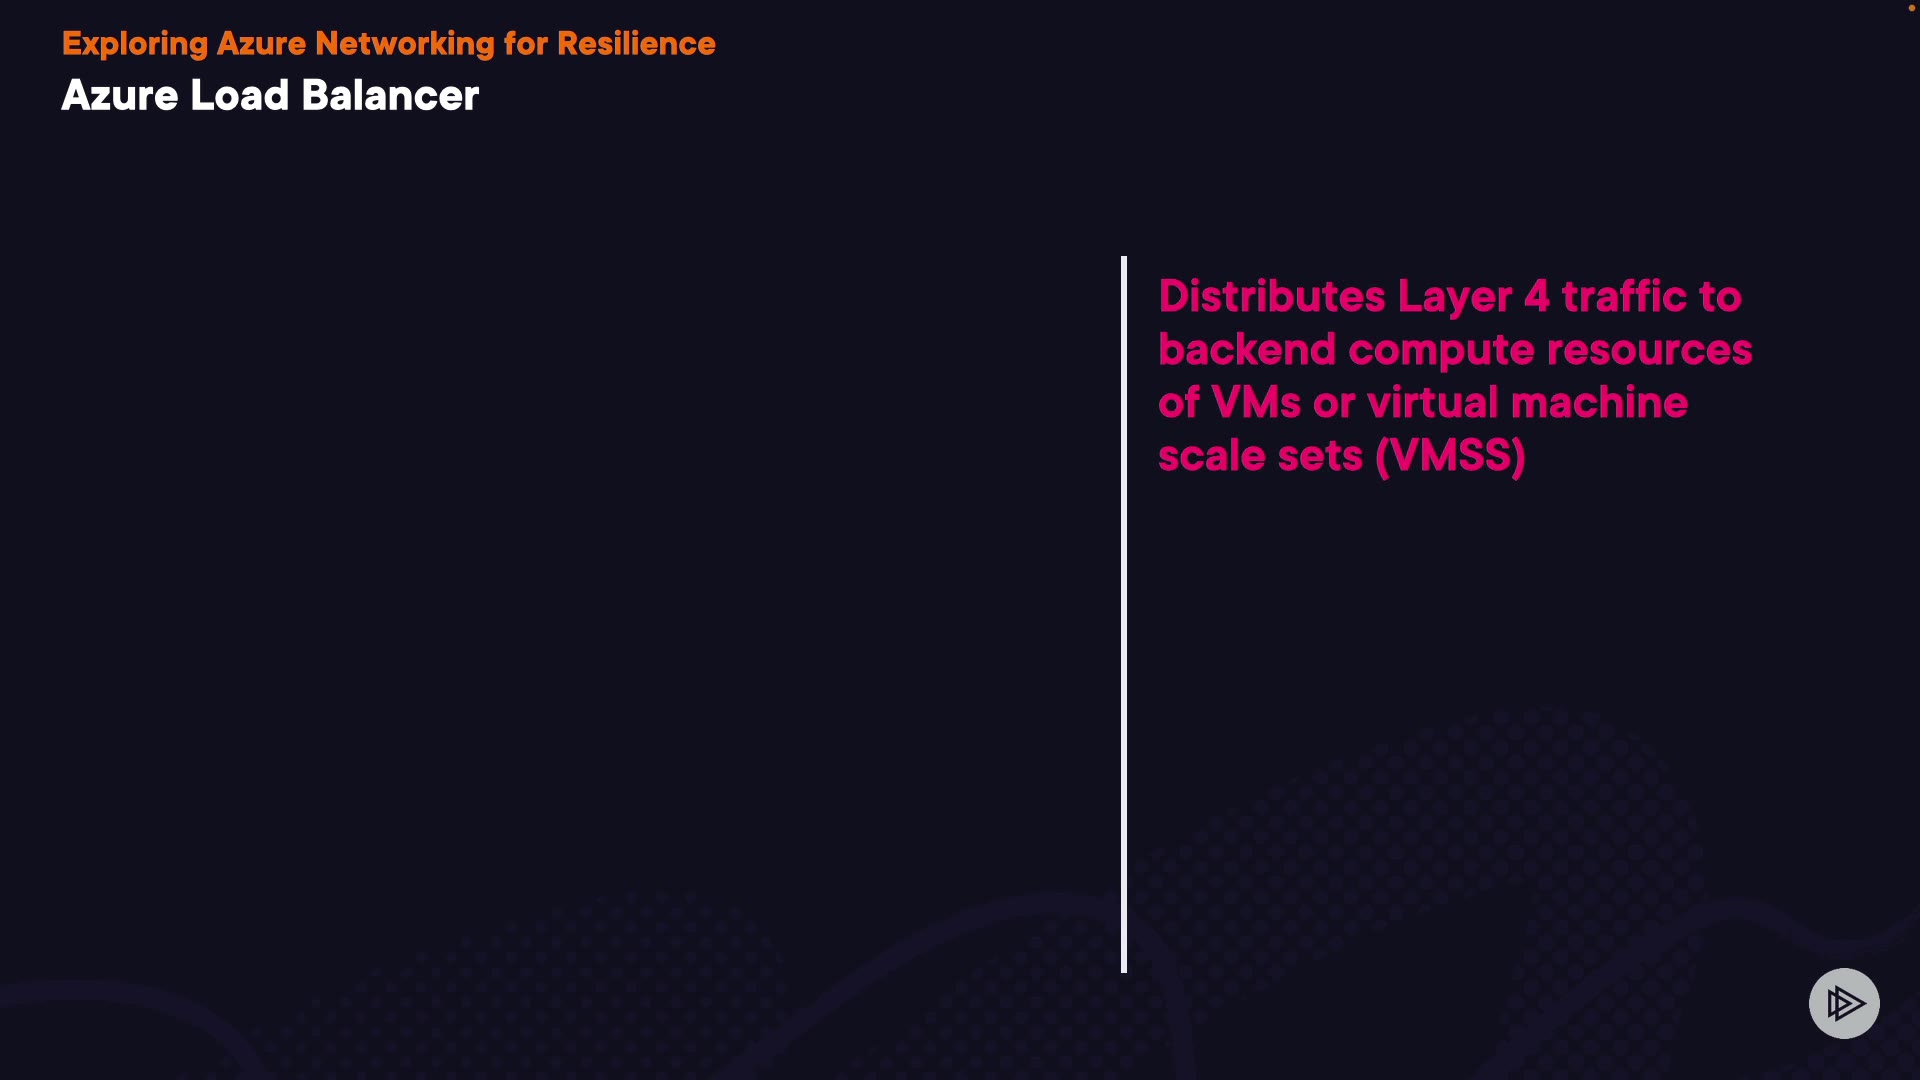 Exploring Azure Networking for Resilience
Azure Load Balancer
Distributes Layer 4 traffic to
backend compute resources
of VMs or virtual machine
scale sets (VMSS)